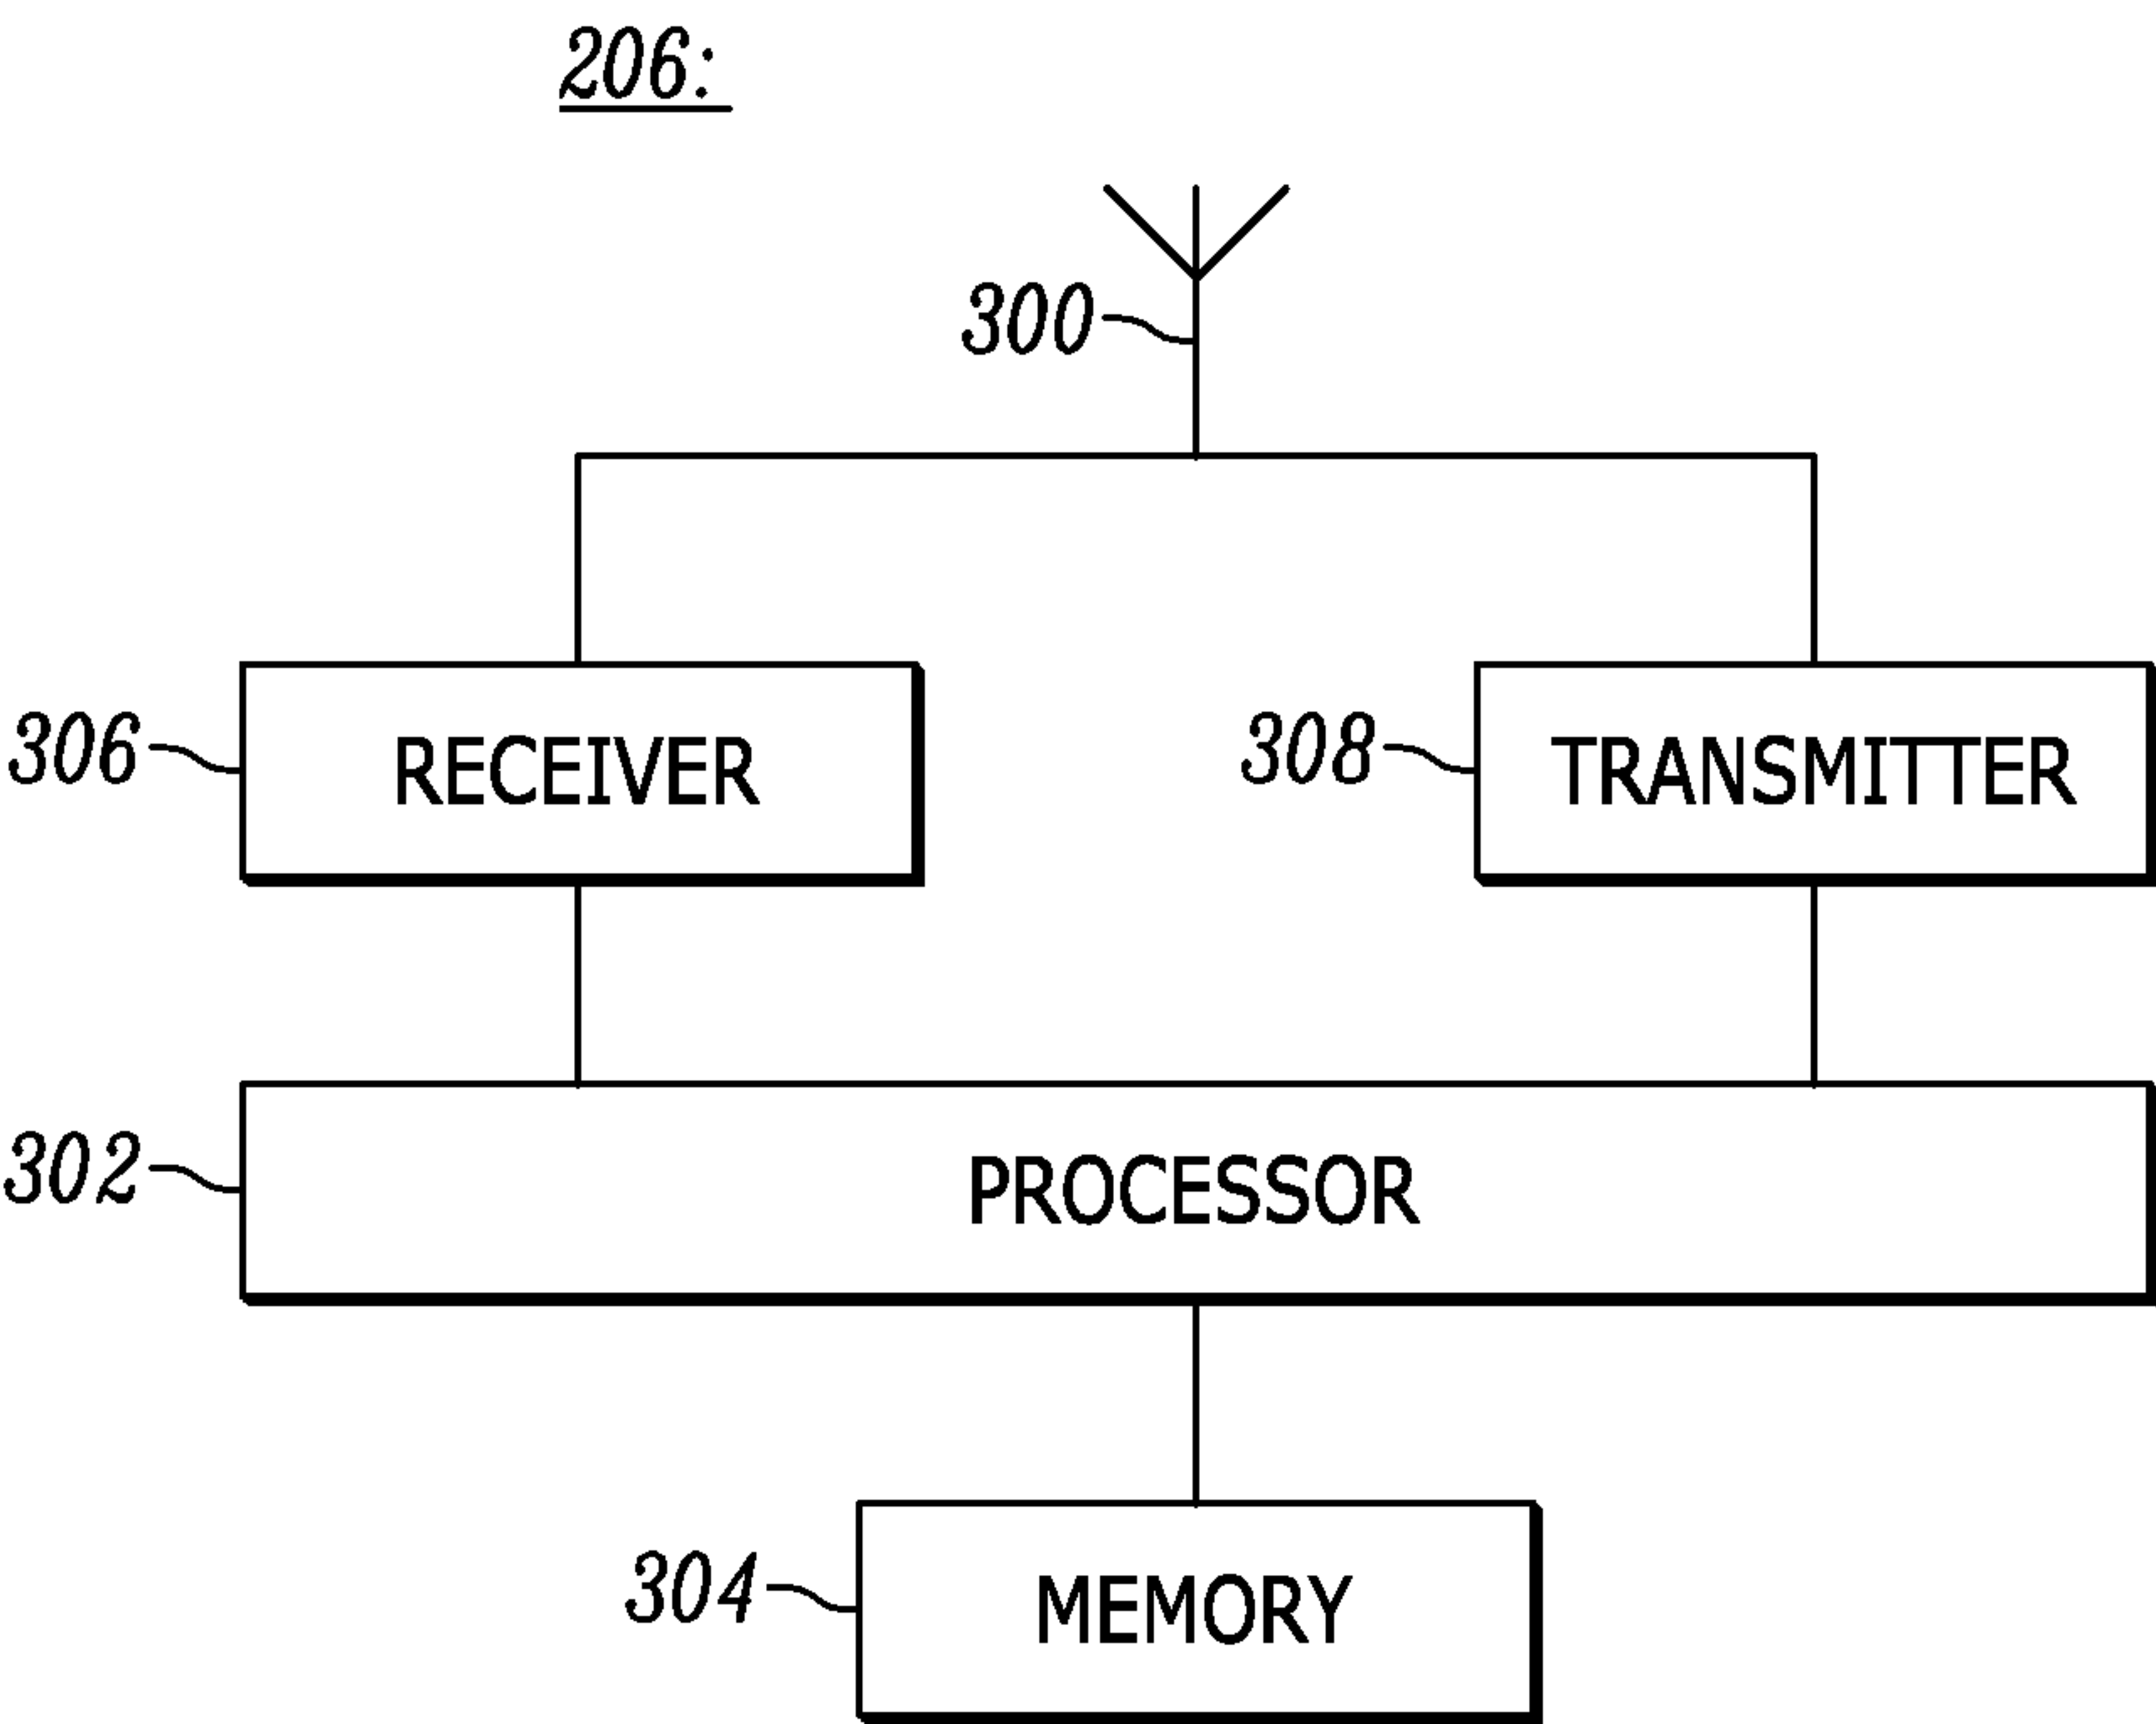 206:
300
306 RECEIVER 308 TRANSMITTER
302 PROCESSOR
304 MEMORY